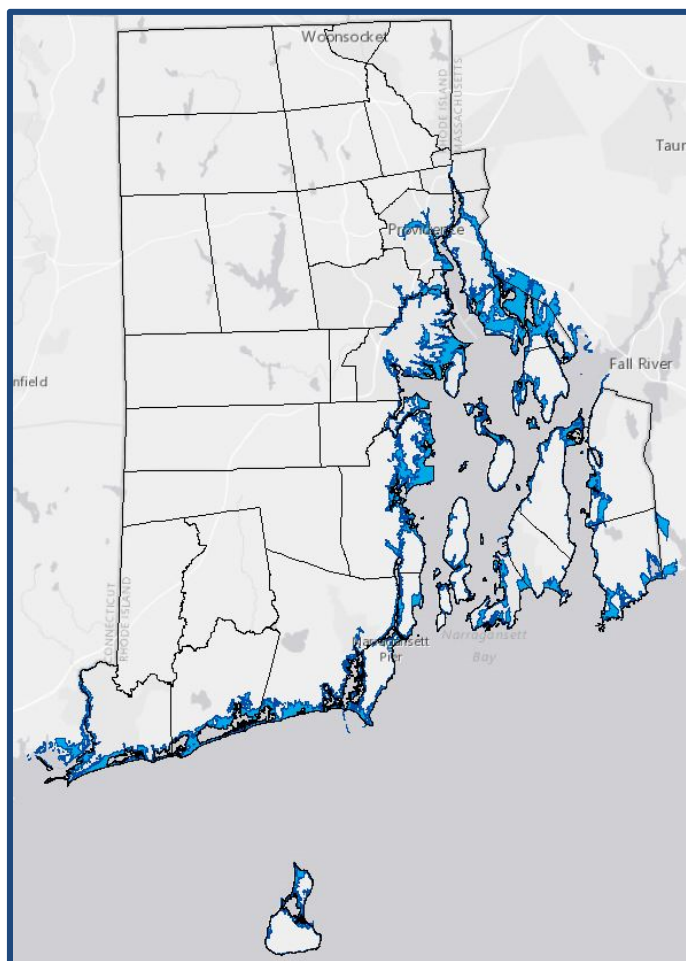 Woonsocket
RHODE ISLAND
MASSACHUSETTS
Taun
Providence
Fall River
nfield
CONNECTICUT
RHODE ISLAND
Narragansett
Pier
Narragansett
Bay